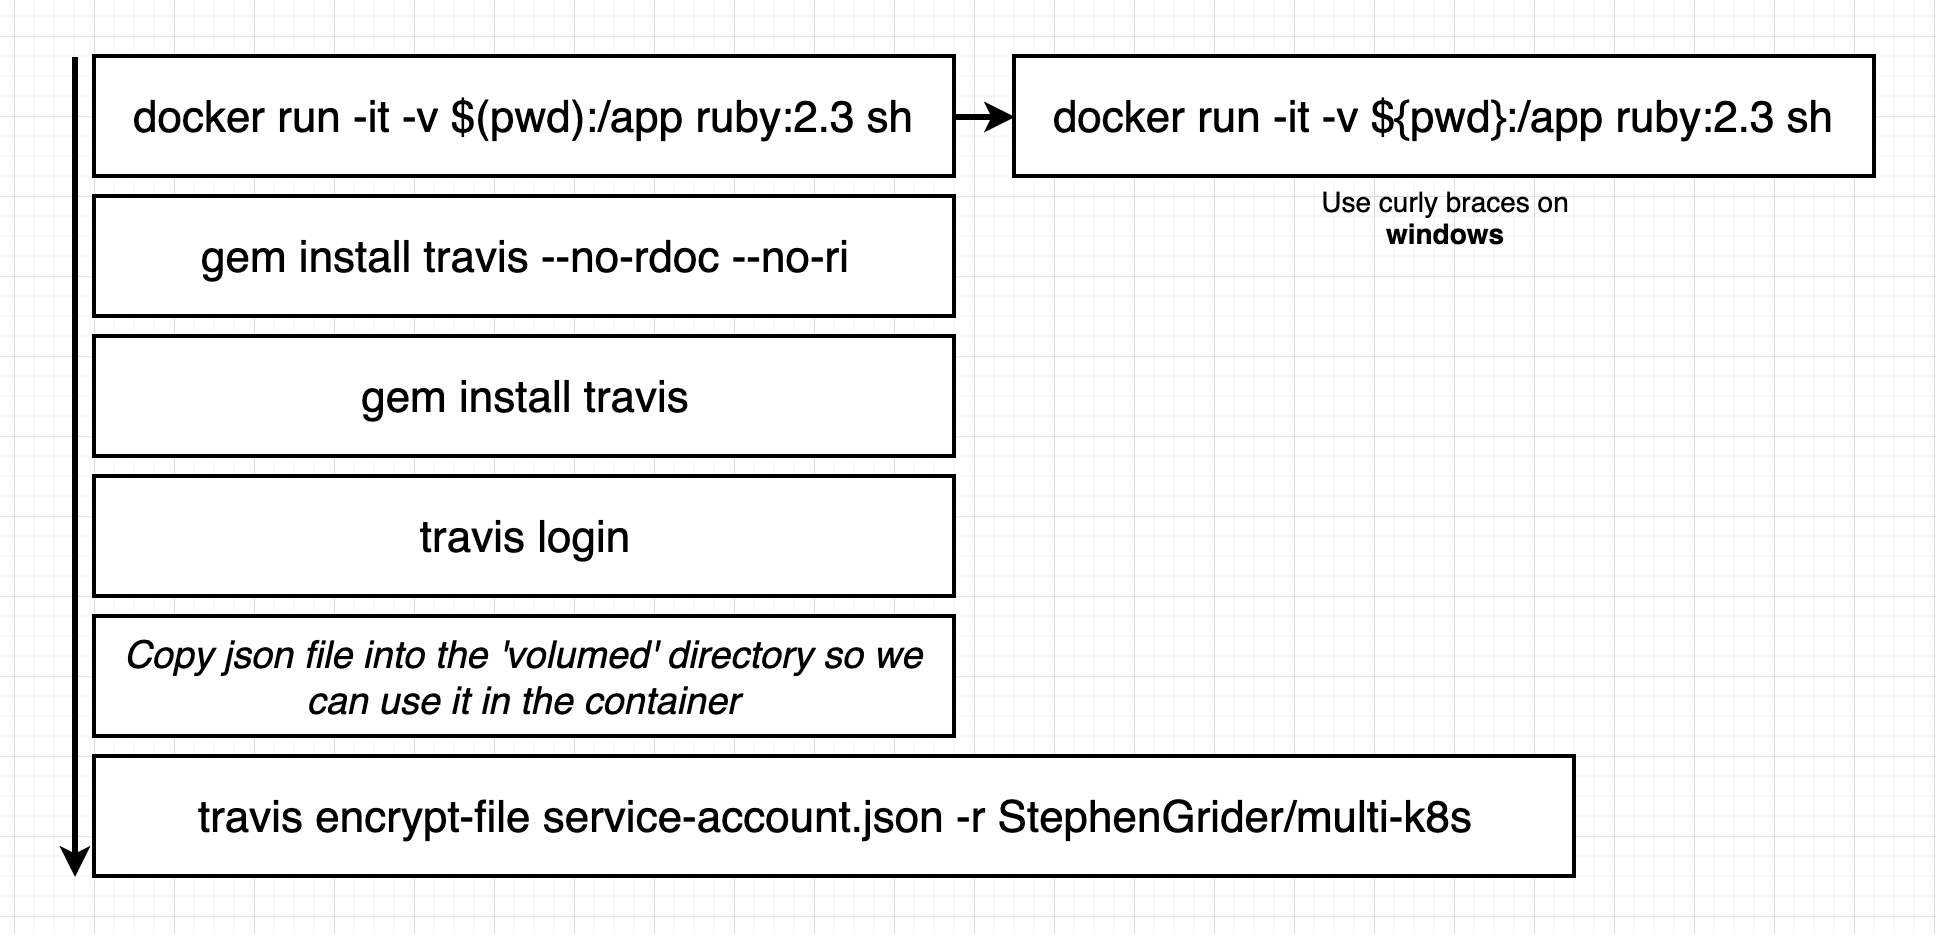 docker run -it -v $(pwd):/app ruby:2.3 sh
docker run -it -v ${pwd}:/app ruby:2.3 sh
Use curly braces on
windows
gem install travis --no-rdoc --no-ri
gem install travis
travis login
Copy json file into the 'volumed' directory so we
can use it in the container
travis encrypt-file service-account.json -r StephenGrider/multi-k8s